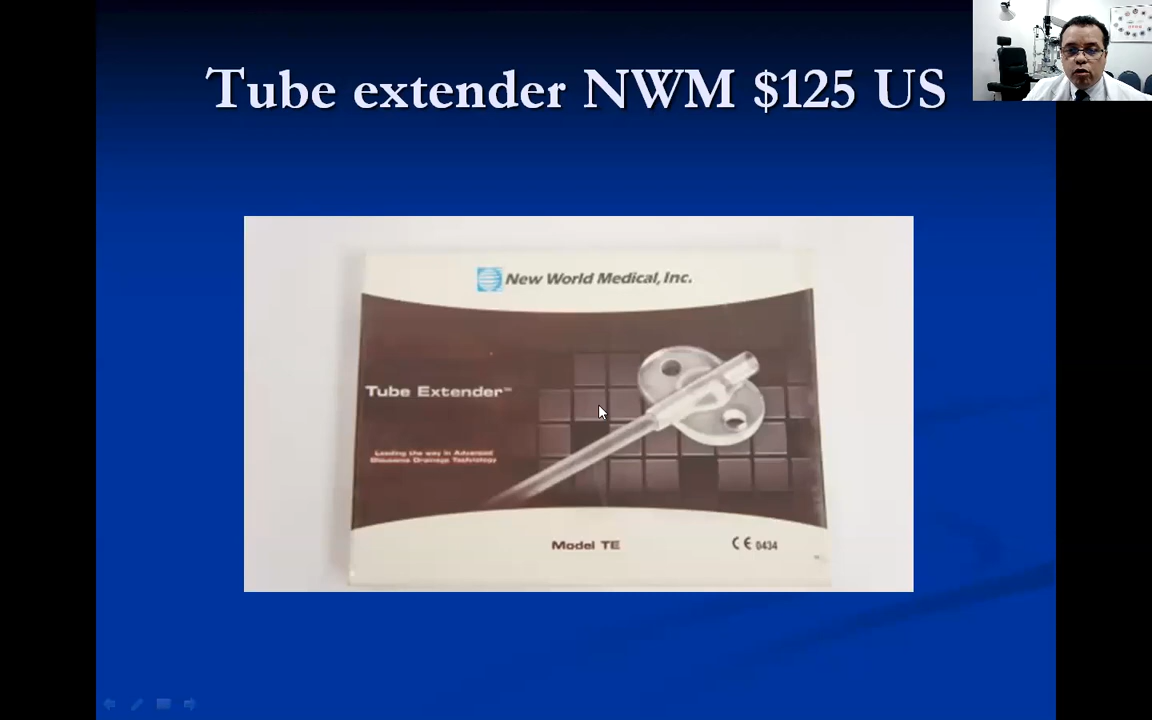 Tube extender NWM $125 US
New World Medical, Inc.
Tube Extender™
Leading the way in Advanced
Glaucoma Drainage Technology
Model TE
CE 0434